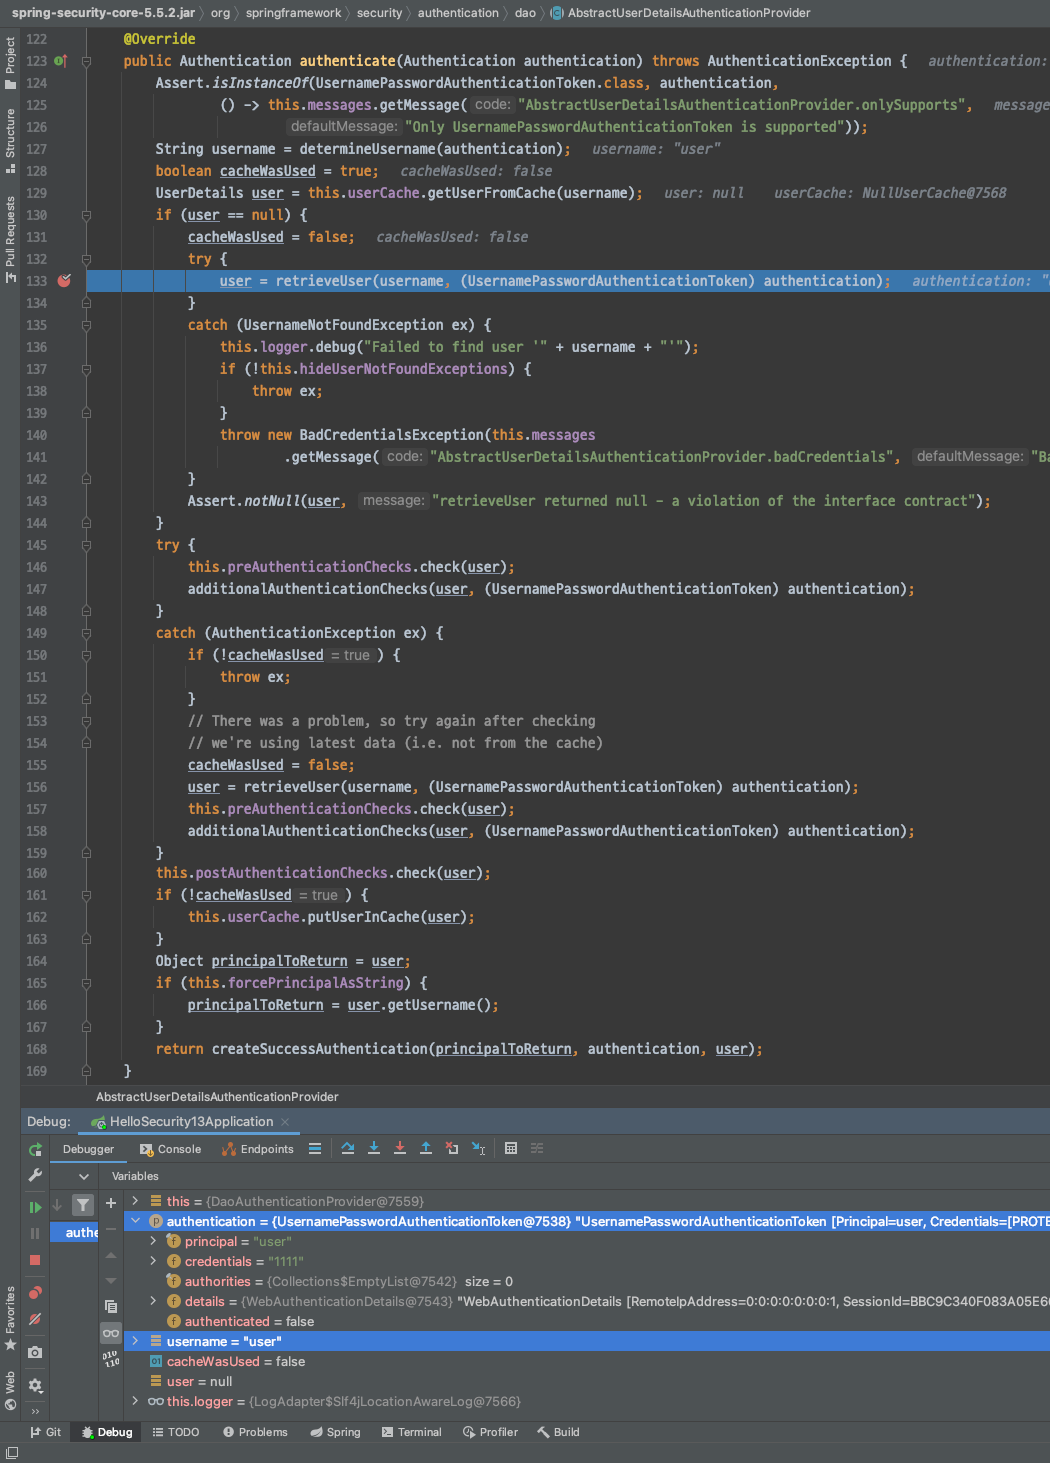 spring-security-core-5.5.2.jar › org › springframework › security › authentication › dao › AbstractUserDetailsAuthenticationProvider
Project
Structure
Pull Requests
Favorites
Web
122 @Override
123 public Authentication authenticate(Authentication authentication) throws AuthenticationException { authentication:
124 Assert.isInstanceOf(UsernamePasswordAuthenticationToken.class, authentication,
125 () -> this.messages.getMessage( code: "AbstractUserDetailsAuthenticationProvider.onlySupports", message
126 defaultMessage: "Only UsernamePasswordAuthenticationToken is supported"));
127 String username = determineUsername(authentication); username: "user"
128 boolean cacheWasUsed = true; cacheWasUsed: false
129 UserDetails user = this.userCache.getUserFromCache(username); user: null userCache: NullUserCache@7568
130 if (user == null) {
131 cacheWasUsed = false; cacheWasUsed: false
132 try {
133 user = retrieveUser(username, (UsernamePasswordAuthenticationToken) authentication); authentication: "
134 }
135 catch (UsernameNotFoundException ex) {
136 this.logger.debug("Failed to find user '" + username + "'");
137 if (!this.hideUserNotFoundExceptions) {
138 throw ex;
139 }
140 throw new BadCredentialsException(this.messages
141 .getMessage( code: "AbstractUserDetailsAuthenticationProvider.badCredentials", defaultMessage: "Ba
142 }
143 Assert.notNull(user, message: "retrieveUser returned null - a violation of the interface contract");
144 }
145 try {
146 this.preAuthenticationChecks.check(user);
147 additionalAuthenticationChecks(user, (UsernamePasswordAuthenticationToken) authentication);
148 }
149 catch (AuthenticationException ex) {
150 if (!cacheWasUsed = true ) {
151 throw ex;
152 }
153 // There was a problem, so try again after checking
154 // we're using latest data (i.e. not from the cache)
155 cacheWasUsed = false;
156 user = retrieveUser(username, (UsernamePasswordAuthenticationToken) authentication);
157 this.preAuthenticationChecks.check(user);
158 additionalAuthenticationChecks(user, (UsernamePasswordAuthenticationToken) authentication);
159 }
160 this.postAuthenticationChecks.check(user);
161 if (!cacheWasUsed = true ) {
162 this.userCache.putUserInCache(user);
163 }
164 Object principalToReturn = user;
165 if (this.forcePrincipalAsString) {
166 principalToReturn = user.getUsername();
167 }
168 return createSuccessAuthentication(principalToReturn, authentication, user);
169 }
AbstractUserDetailsAuthenticationProvider
Debug: HelloSecurity13Application ×
Debugger Console Endpoints
Variables
authe
this = {DaoAuthenticationProvider@7559}
authentication = {UsernamePasswordAuthenticationToken@7538} "UsernamePasswordAuthenticationToken [Principal=user, Credentials=[PROTE
principal = "user"
credentials = "1111"
authorities = {Collections$EmptyList@7542} size = 0
details = {WebAuthenticationDetails@7543} "WebAuthenticationDetails [RemoteIpAddress=0:0:0:0:0:0:0:1, SessionId=BBC9C340F083A05E6
authenticated = false
username = "user"
cacheWasUsed = false
user = null
this.logger = {LogAdapter$Slf4jLocationAwareLog@7566}
Git Debug TODO Problems Spring Terminal Profiler Build